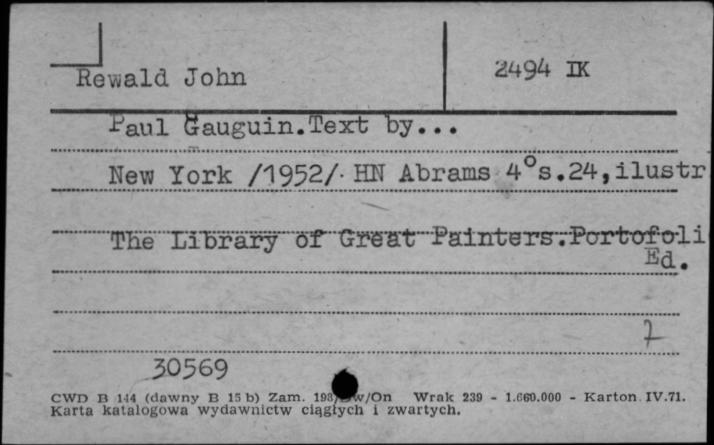 Rewald John
2494 IK
Paul Gauguin.Text by...
New York /1952/. HN Abrams 4°s.24,ilustr
The Library of Great Painters.Portofoli
Ed.
30569
CWD B 144 (dawny B 15 b) Zam. /On Wrak 239 - 1.660.000 - Karton IV.71.
Karta katalogowa wydawnictw ciągłych i zwartych.